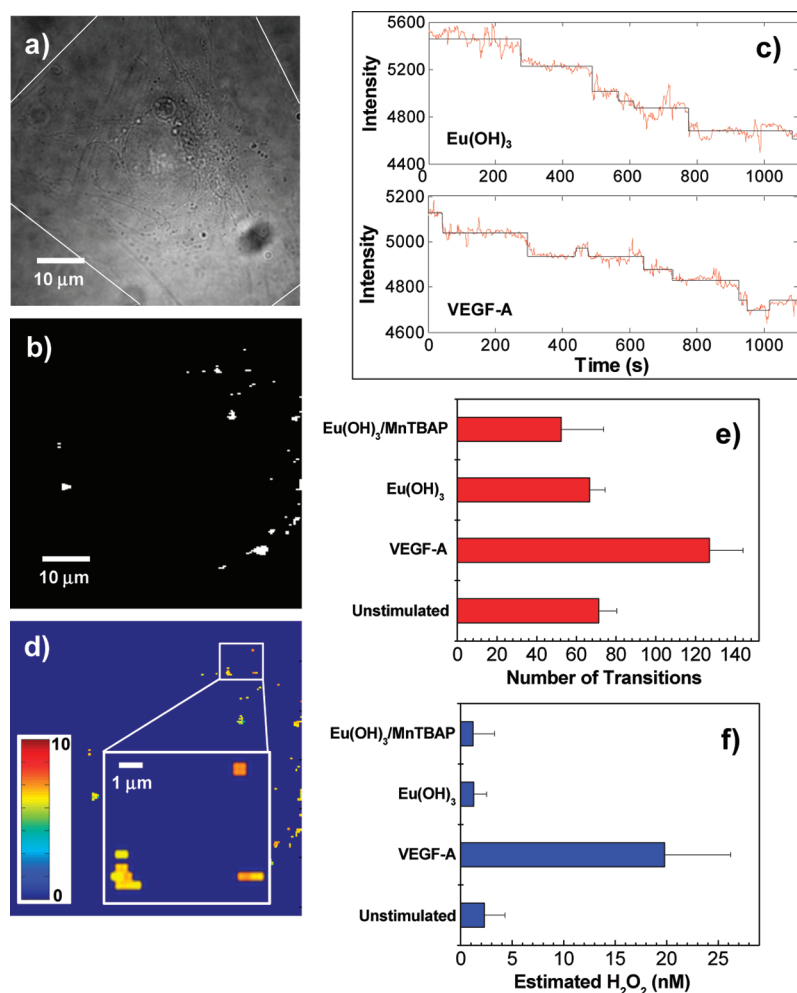 a)
10 μm
b)
10 μm
d)
10
0
1 μm
c)
5600
5200
4800
4400
Intensity
Eu(OH)₃
0 200 400 600 800 1000
5200
5000
4800
4600
Intensity
VEGF-A
0 200 400 600 800 1000
Time (s)
e)
Eu(OH)₃/MnTBAP
Eu(OH)₃
VEGF-A
Unstimulated
0 20 40 60 80 100 120 140
Number of Transitions
f)
Eu(OH)₃/MnTBAP
Eu(OH)₃
VEGF-A
Unstimulated
0 5 10 15 20 25
Estimated H₂O₂ (nM)